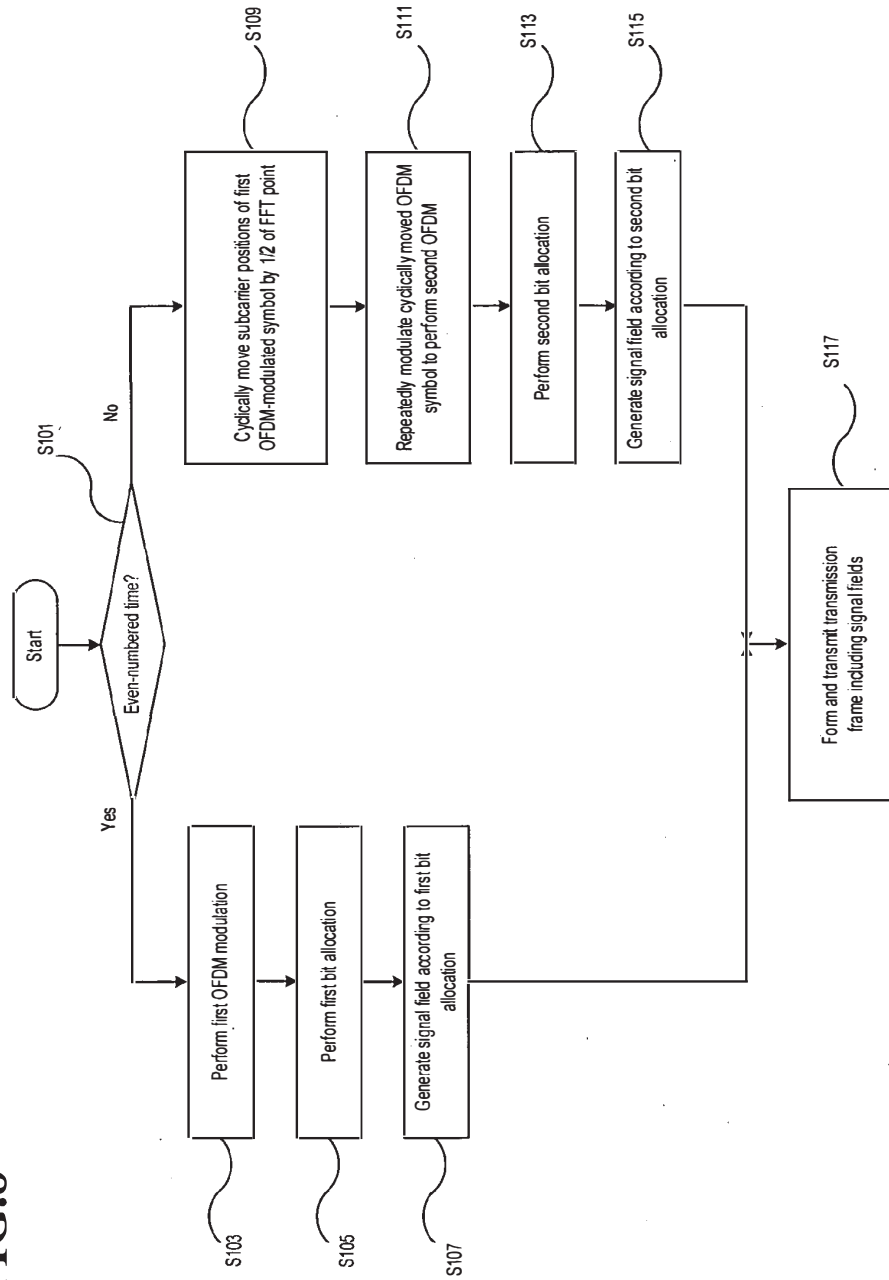 Start
Even-numbered time?
S101
Yes
No
Perform first OFDM modulation
S103
Perform first bit allocation
S105
Generate signal field according to first bit
allocation
S107
Cyclically move subcarrier positions of first
OFDM-modulated symbol by 1/2 of FFT point
S109
Repeatedly modulate cyclically moved OFDM
symbol to perform second OFDM
S111
Perform second bit allocation
S113
Generate signal field according to second bit
allocation
S115
Form and transmit transmission
frame including signal fields
S117